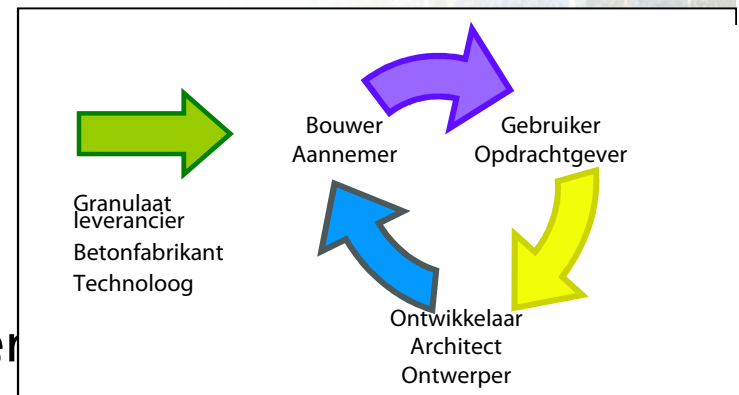 Bouwer
Aannemer
Gebruiker
Opdrachtgever
Granulaat
leverancier
Betonfabrikant
Technoloog
Ontwikkelaar
Architect
Ontwerper